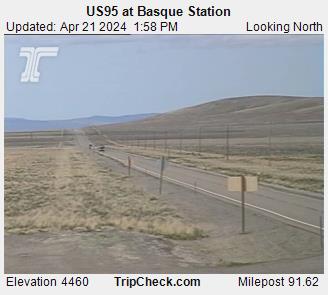 US95 at Basque Station
Updated: Apr 21 2024 1:58 PM Looking North
Elevation 4460 TripCheck.com Milepost 91.62